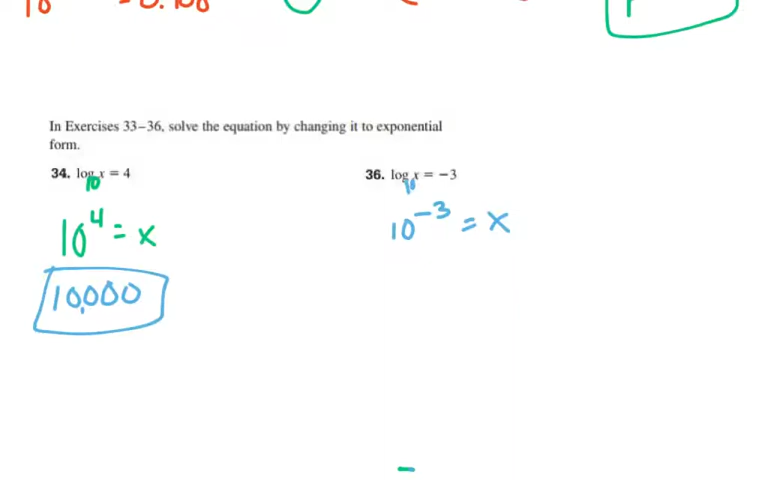 In Exercises 33–36, solve the equation by changing it to exponential
form.
34. log x = 4
10
36. log x = −3
10
10⁴ = x
10⁻³ = x
10,000